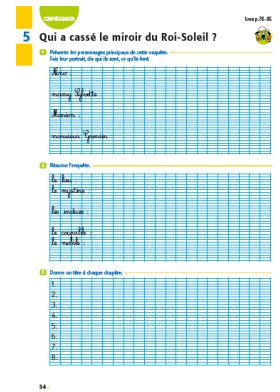 COMPRÉHENSION
L'enquête p. 78-85
5 Qui a cassé le miroir du Roi-Soleil ?
1 Présente les personnages principaux de cette enquête.
Fais leur portrait, dis qui ils sont, ce qu'ils font.
Nino :
mamy Yvette :
Marion :
monsieur Germain :
2 Résume l'enquête.
le lieu :
le mystère :
les indices :
le coupable :
le mobile :
3 Donne un titre à chaque chapitre.
1.
2.
3.
4.
5.
6.
7.
8.
54